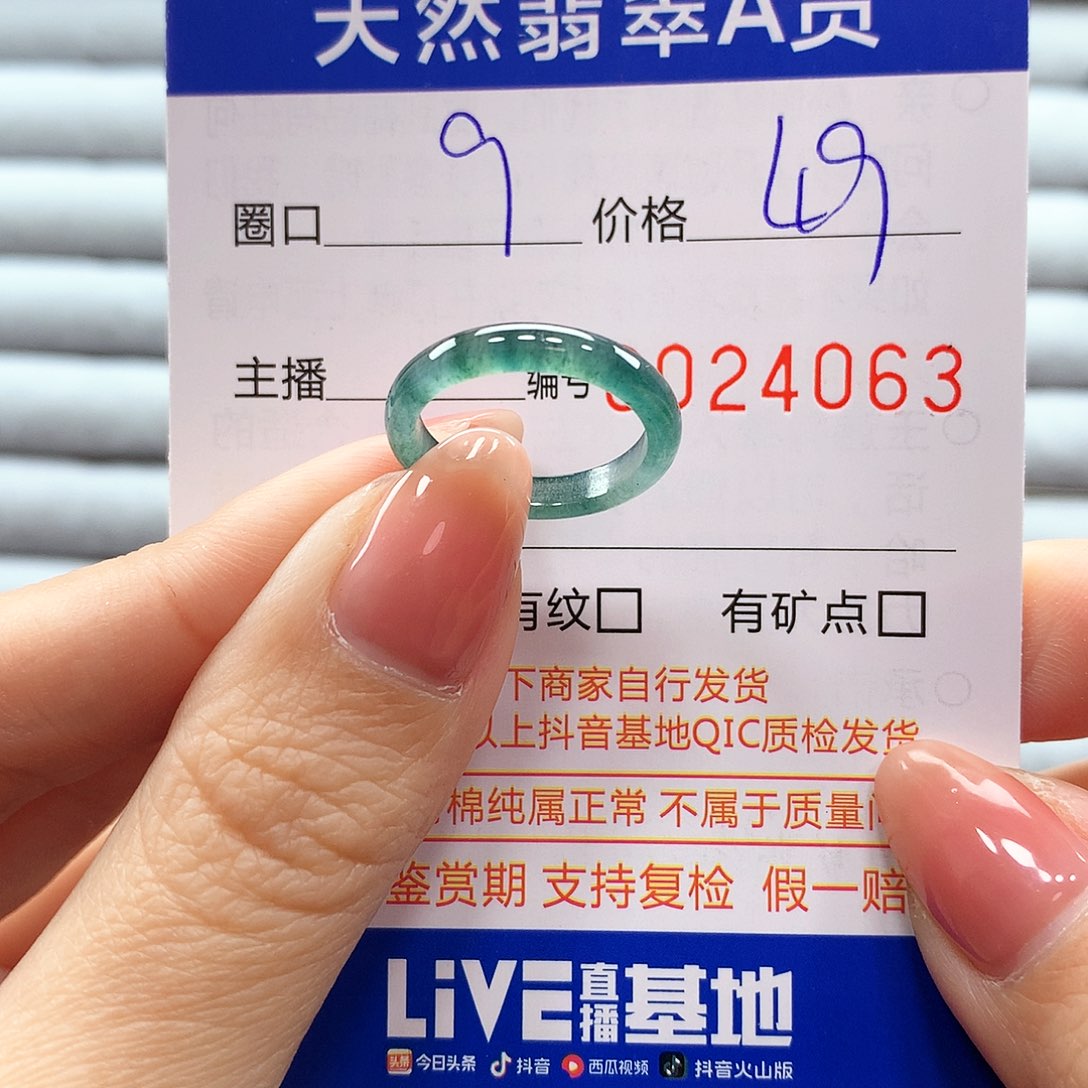 天然翡翠A货
圈口 9 价格 49
主播 编号 0024063
有纹□ 有矿点□
下商家自行发货
以上抖音基地QIC质检发货
棉纯属正常 不属于质量
鉴赏期 支持复检 假一赔
LiVE直播基地
头条 今日头条 抖音 西瓜视频 抖音火山版